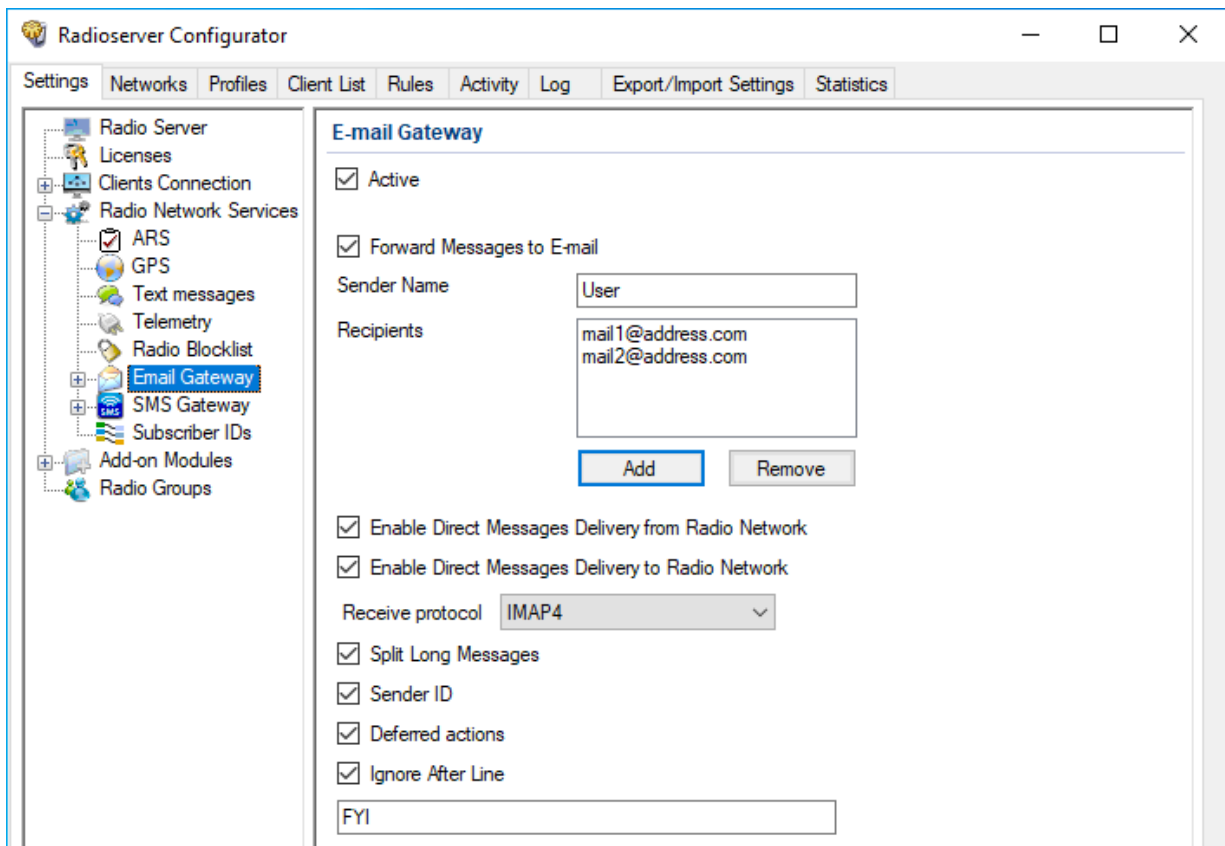 Radioserver Configurator
Settings Networks Profiles Client List Rules Activity Log Export/Import Settings Statistics
Radio Server
Licenses
Clients Connection
Radio Network Services
ARS
GPS
Text messages
Telemetry
Radio Blocklist
Email Gateway
SMS Gateway
Subscriber IDs
Add-on Modules
Radio Groups
E-mail Gateway
Active
Forward Messages to E-mail
Sender Name User
Recipients mail1@address.com
mail2@address.com
Add Remove
Enable Direct Messages Delivery from Radio Network
Enable Direct Messages Delivery to Radio Network
Receive protocol IMAP4
Split Long Messages
Sender ID
Deferred actions
Ignore After Line
FYI